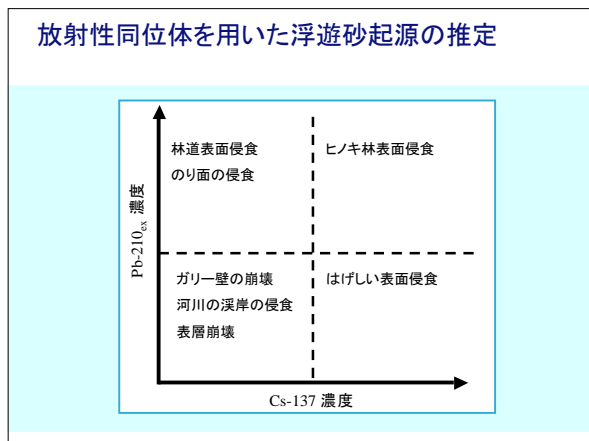 放射性同位体を用いた浮遊砂起源の推定
林道表面侵食
のり面の侵食
ヒノキ林表面侵食
Pb-210ex 濃度
ガリー壁の崩壊
河川の渓岸の侵食
表層崩壊
はげしい表面侵食
Cs-137 濃度